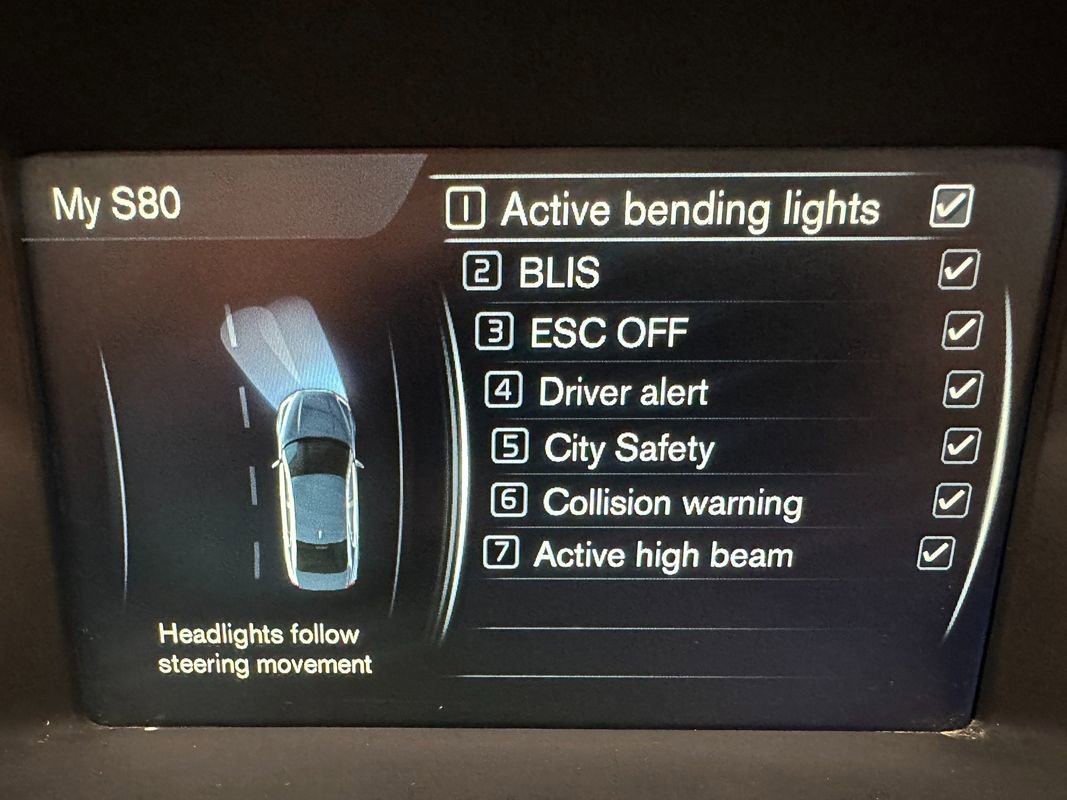 My S80
1 Active bending lights
2 BLIS
3 ESC OFF
4 Driver alert
5 City Safety
6 Collision warning
7 Active high beam
Headlights follow
steering movement